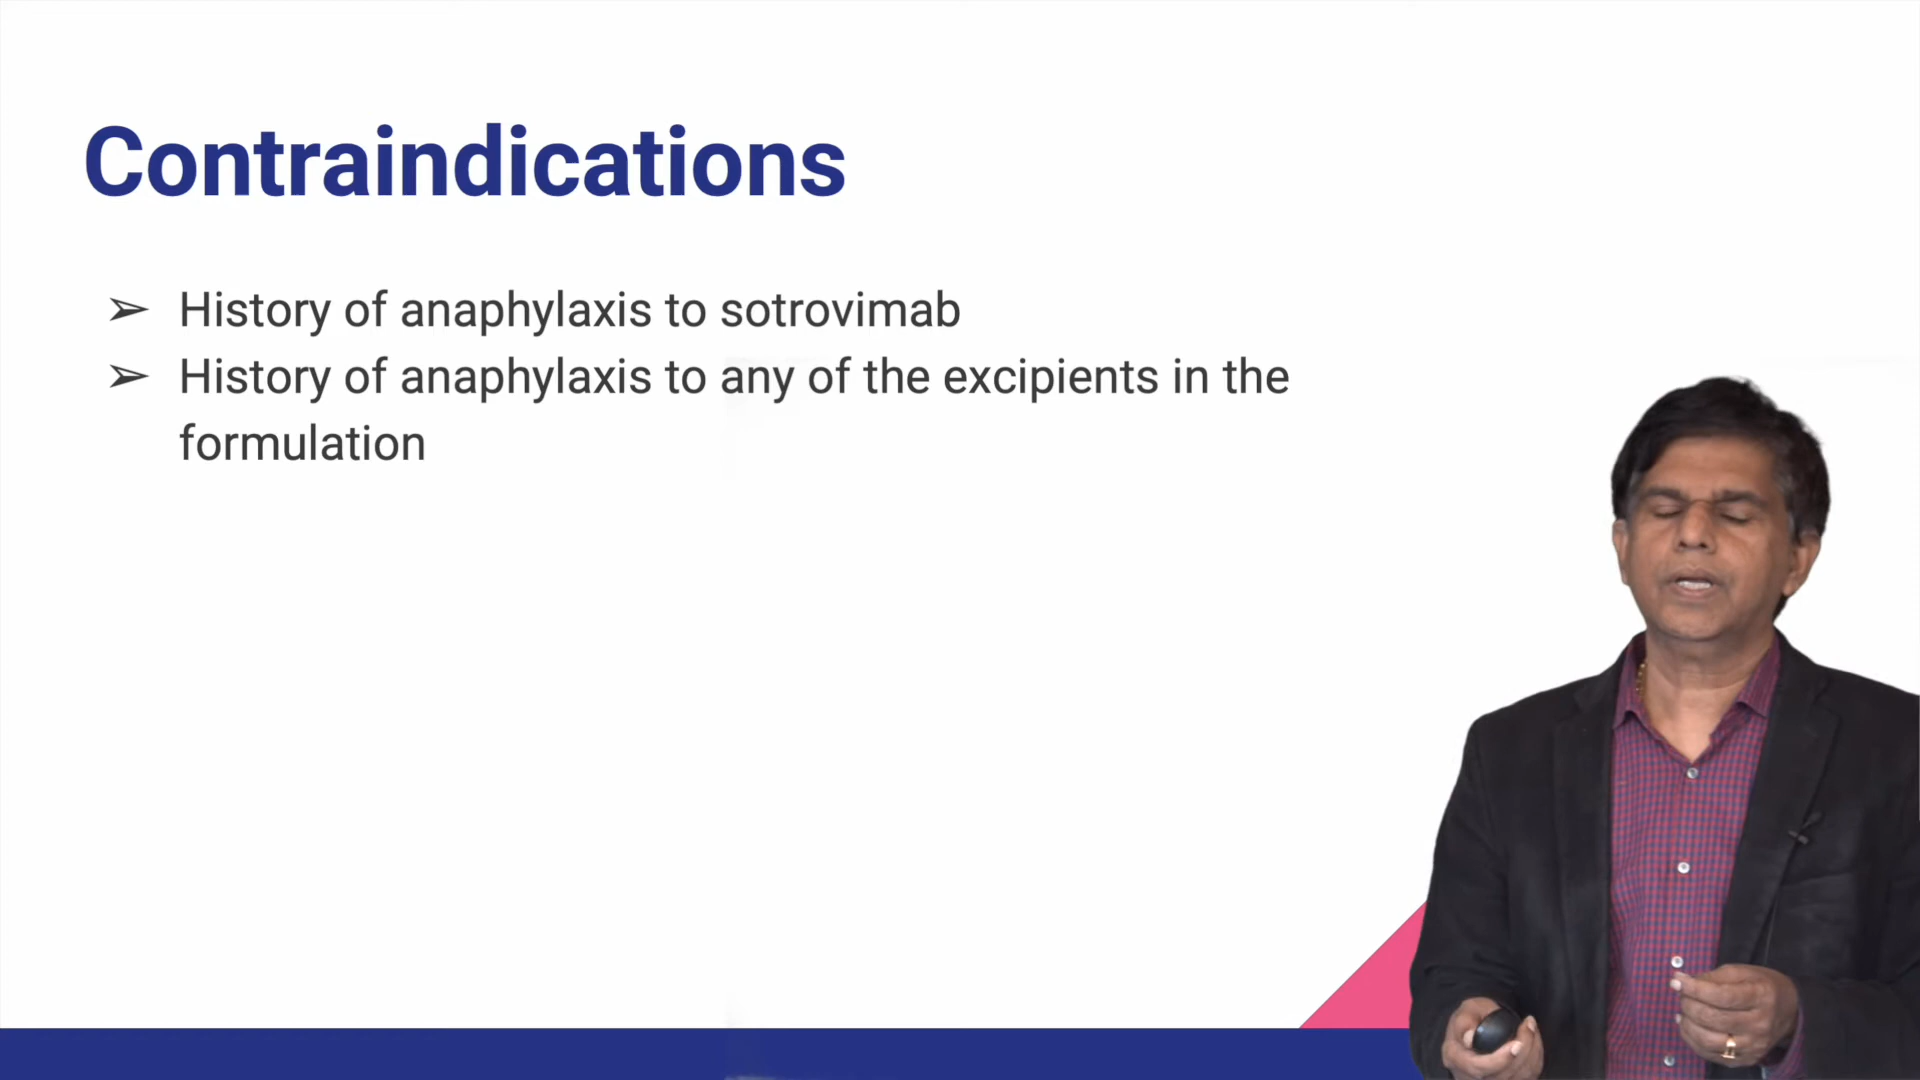 Contraindications
➢ History of anaphylaxis to sotrovimab
➢ History of anaphylaxis to any of the excipients in the
formulation